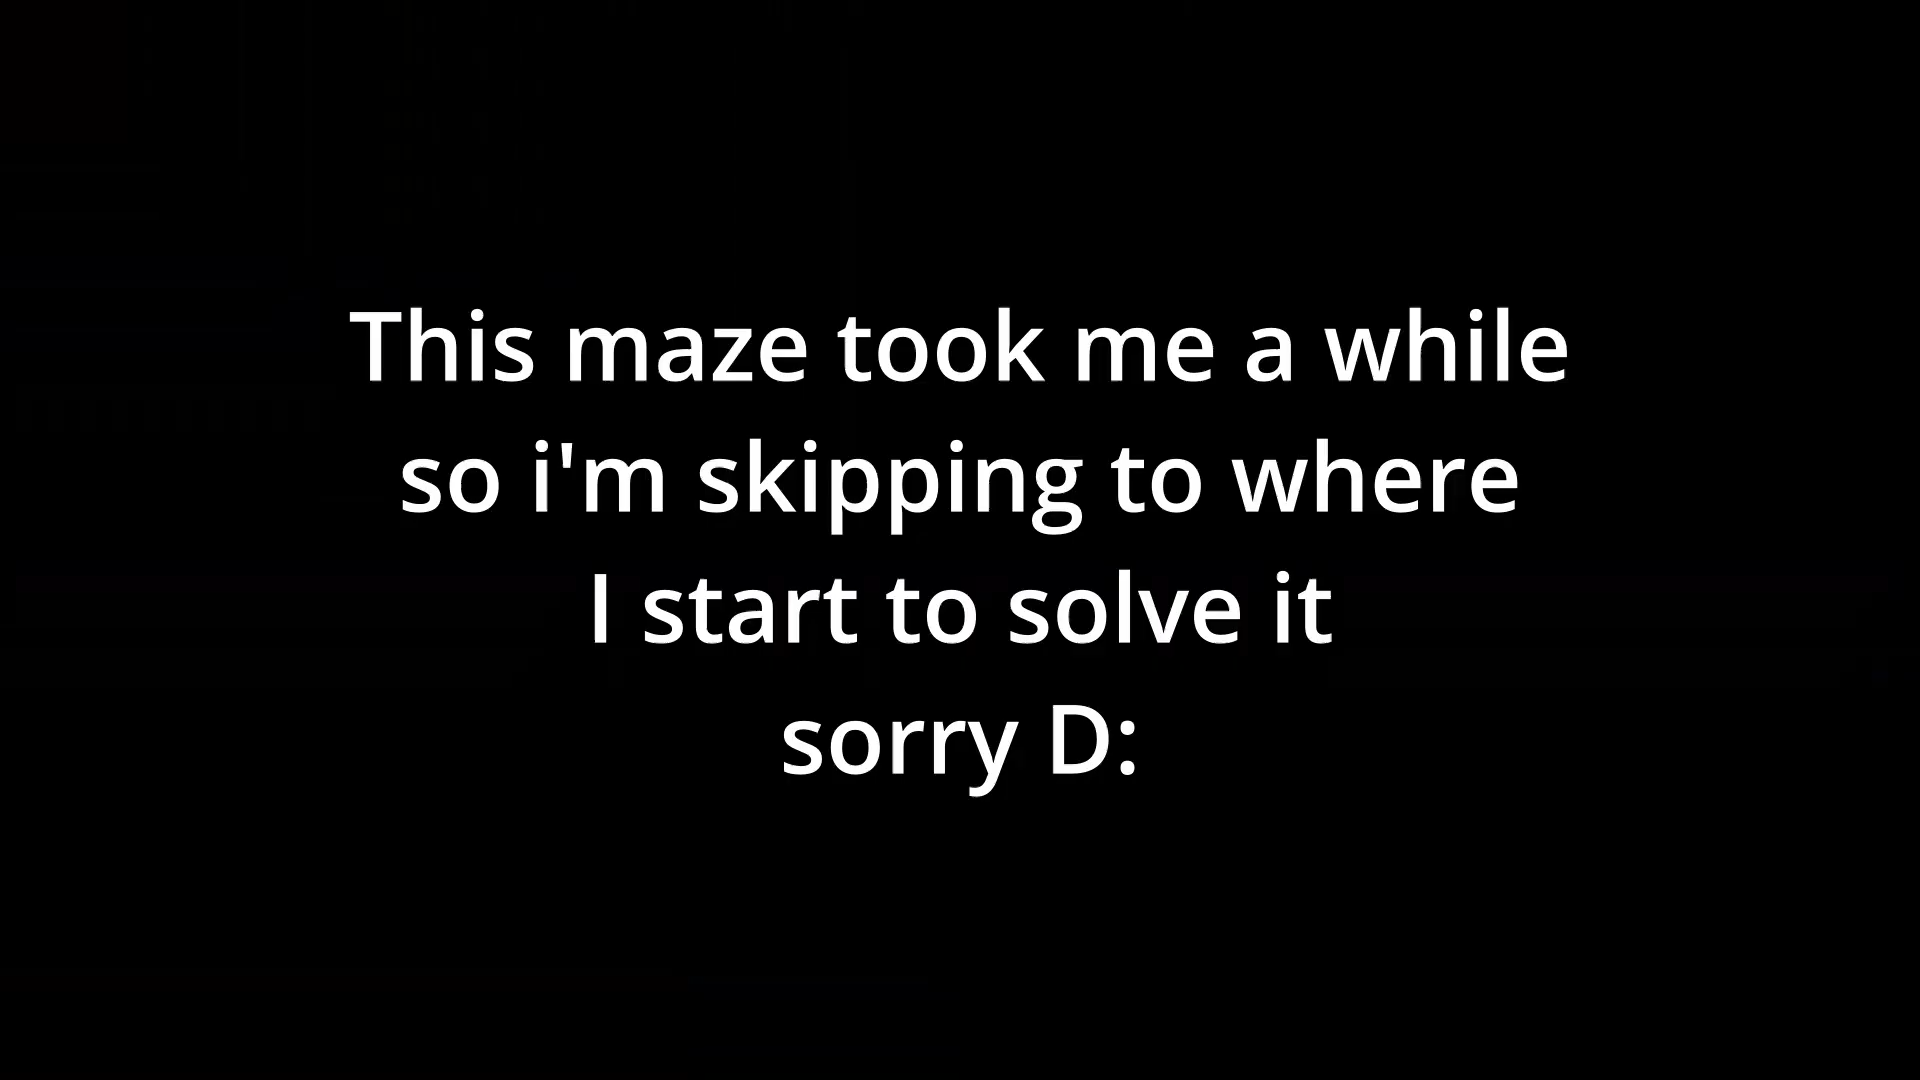 This maze took me a while
so i'm skipping to where
I start to solve it
sorry D: